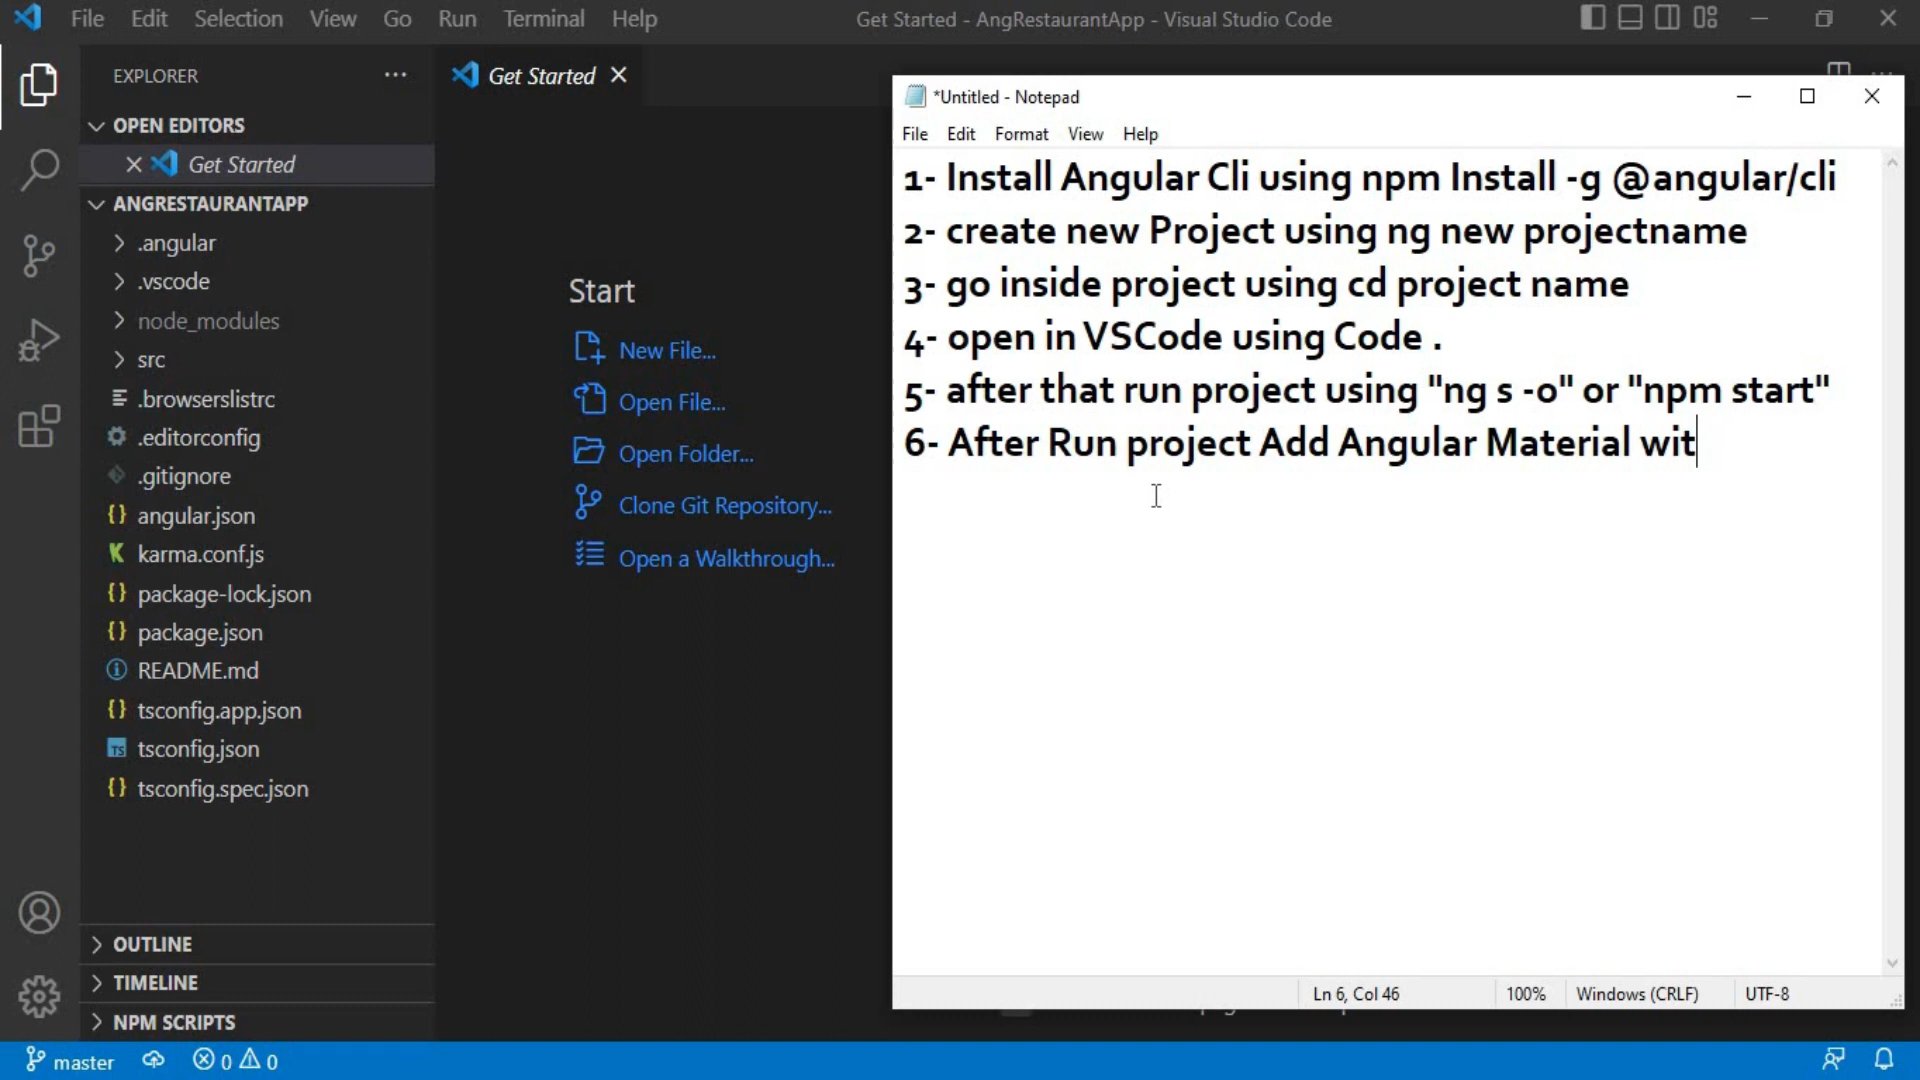 File Edit Selection View Go Run Terminal Help
Get Started - AngRestaurantApp - Visual Studio Code
EXPLORER
Get Started
OPEN EDITORS
Get Started
ANGRESTAURANTAPP
.angular
.vscode
node_modules
src
.browserslistrc
.editorconfig
.gitignore
angular.json
karma.conf.js
package-lock.json
package.json
README.md
tsconfig.app.json
tsconfig.json
tsconfig.spec.json
OUTLINE
TIMELINE
NPM SCRIPTS
Start
New File...
Open File...
Open Folder...
Clone Git Repository...
Open a Walkthrough...
*Untitled - Notepad
File Edit Format View Help
1- Install Angular Cli using npm Install -g @angular/cli
2- create new Project using ng new projectname
3- go inside project using cd project name
4- open in VSCode using Code .
5- after that run project using "ng s -o" or "npm start"
6- After Run project Add Angular Material wit
Ln 6, Col 46 100% Windows (CRLF) UTF-8
master 0 0